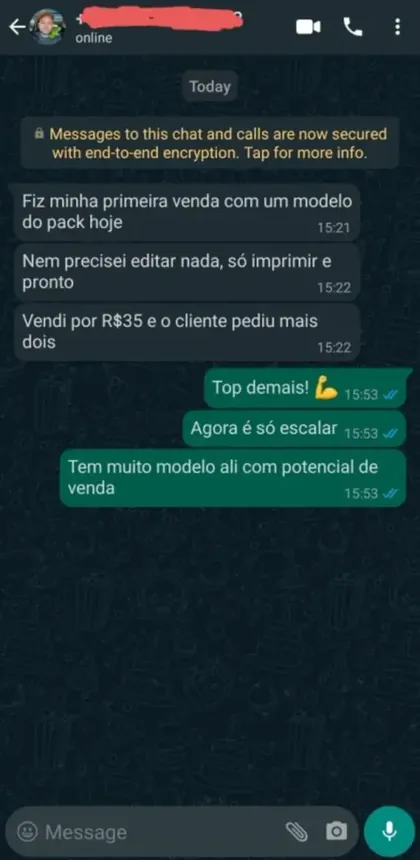 online
Today
Messages to this chat and calls are now secured
with end-to-end encryption. Tap for more info.
Fiz minha primeira venda com um modelo
do pack hoje
15:21
Nem precisei editar nada, só imprimir e
pronto
15:22
Vendi por R$35 e o cliente pediu mais
dois
15:22
Top demais! 💪 15:53
Agora é só escalar 15:53
Tem muito modelo ali com potencial de
venda
15:53
Message